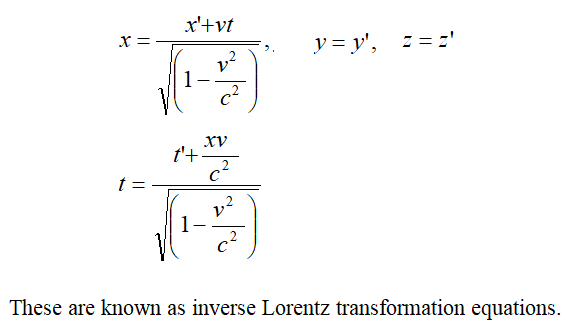 x = x'+vt / √(1 − v²/c²),. y = y', z = z'
t = t'+ xv/c² / √(1 − v²/c²)
These are known as inverse Lorentz transformation equations.